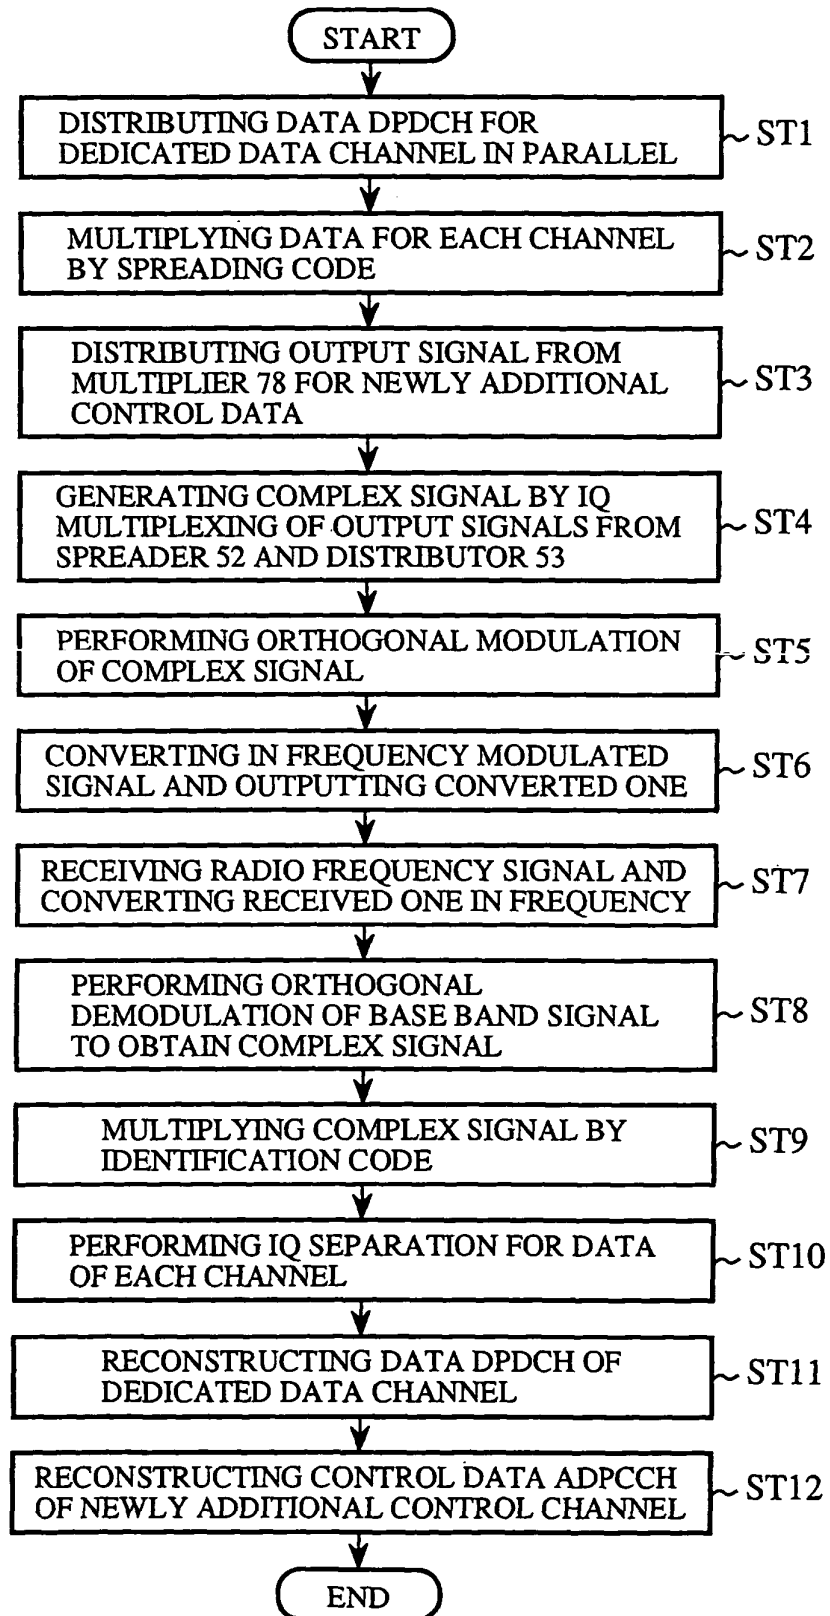 START
DISTRIBUTING DATA DPDCH FOR
DEDICATED DATA CHANNEL IN PARALLEL
ST1
MULTIPLYING DATA FOR EACH CHANNEL
BY SPREADING CODE
ST2
DISTRIBUTING OUTPUT SIGNAL FROM
MULTIPLIER 78 FOR NEWLY ADDITIONAL
CONTROL DATA
ST3
GENERATING COMPLEX SIGNAL BY IQ
MULTIPLEXING OF OUTPUT SIGNALS FROM
SPREADER 52 AND DISTRIBUTOR 53
ST4
PERFORMING ORTHOGONAL MODULATION
OF COMPLEX SIGNAL
ST5
CONVERTING IN FREQUENCY MODULATED
SIGNAL AND OUTPUTTING CONVERTED ONE
ST6
RECEIVING RADIO FREQUENCY SIGNAL AND
CONVERTING RECEIVED ONE IN FREQUENCY
ST7
PERFORMING ORTHOGONAL
DEMODULATION OF BASE BAND SIGNAL
TO OBTAIN COMPLEX SIGNAL
ST8
MULTIPLYING COMPLEX SIGNAL BY
IDENTIFICATION CODE
ST9
PERFORMING IQ SEPARATION FOR DATA
OF EACH CHANNEL
ST10
RECONSTRUCTING DATA DPDCH OF
DEDICATED DATA CHANNEL
ST11
RECONSTRUCTING CONTROL DATA ADPCCH
OF NEWLY ADDITIONAL CONTROL CHANNEL
ST12
END